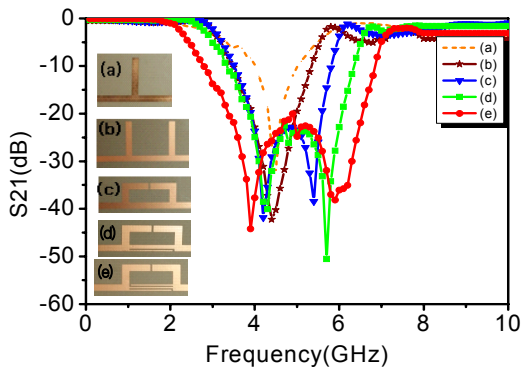 0
-10
-20
-30
-40
-50
-60
S21(dB)
0 2 4 6 8 10
Frequency(GHz)
(a)
(b)
(c)
(d)
(e)
(a)
(b)
(c)
(d)
(e)